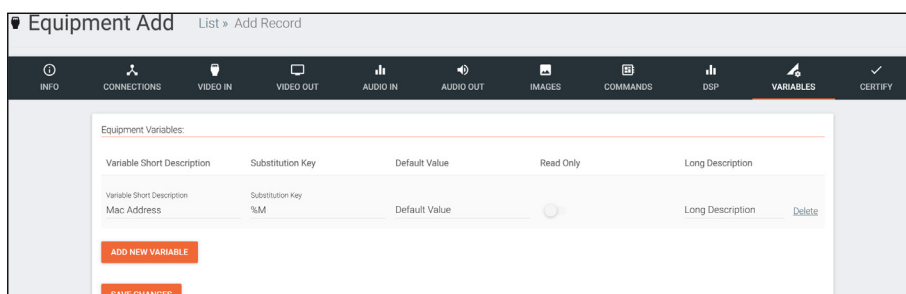 Equipment Add List » Add Record
INFO CONNECTIONS VIDEO IN VIDEO OUT AUDIO IN AUDIO OUT IMAGES COMMANDS DSP VARIABLES CERTIFY
Equipment Variables:
Variable Short Description Substitution Key Default Value Read Only Long Description
Variable Short Description Substitution Key
Mac Address %M Default Value Long Description Delete
ADD NEW VARIABLE
SAVE CHANGES